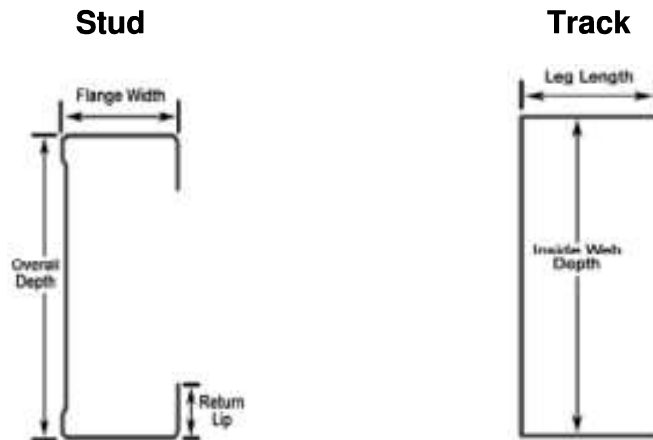 Stud
Track
Flange Width
Leg Length
Overall
Depth
Inside Web
Depth
Return
Lip